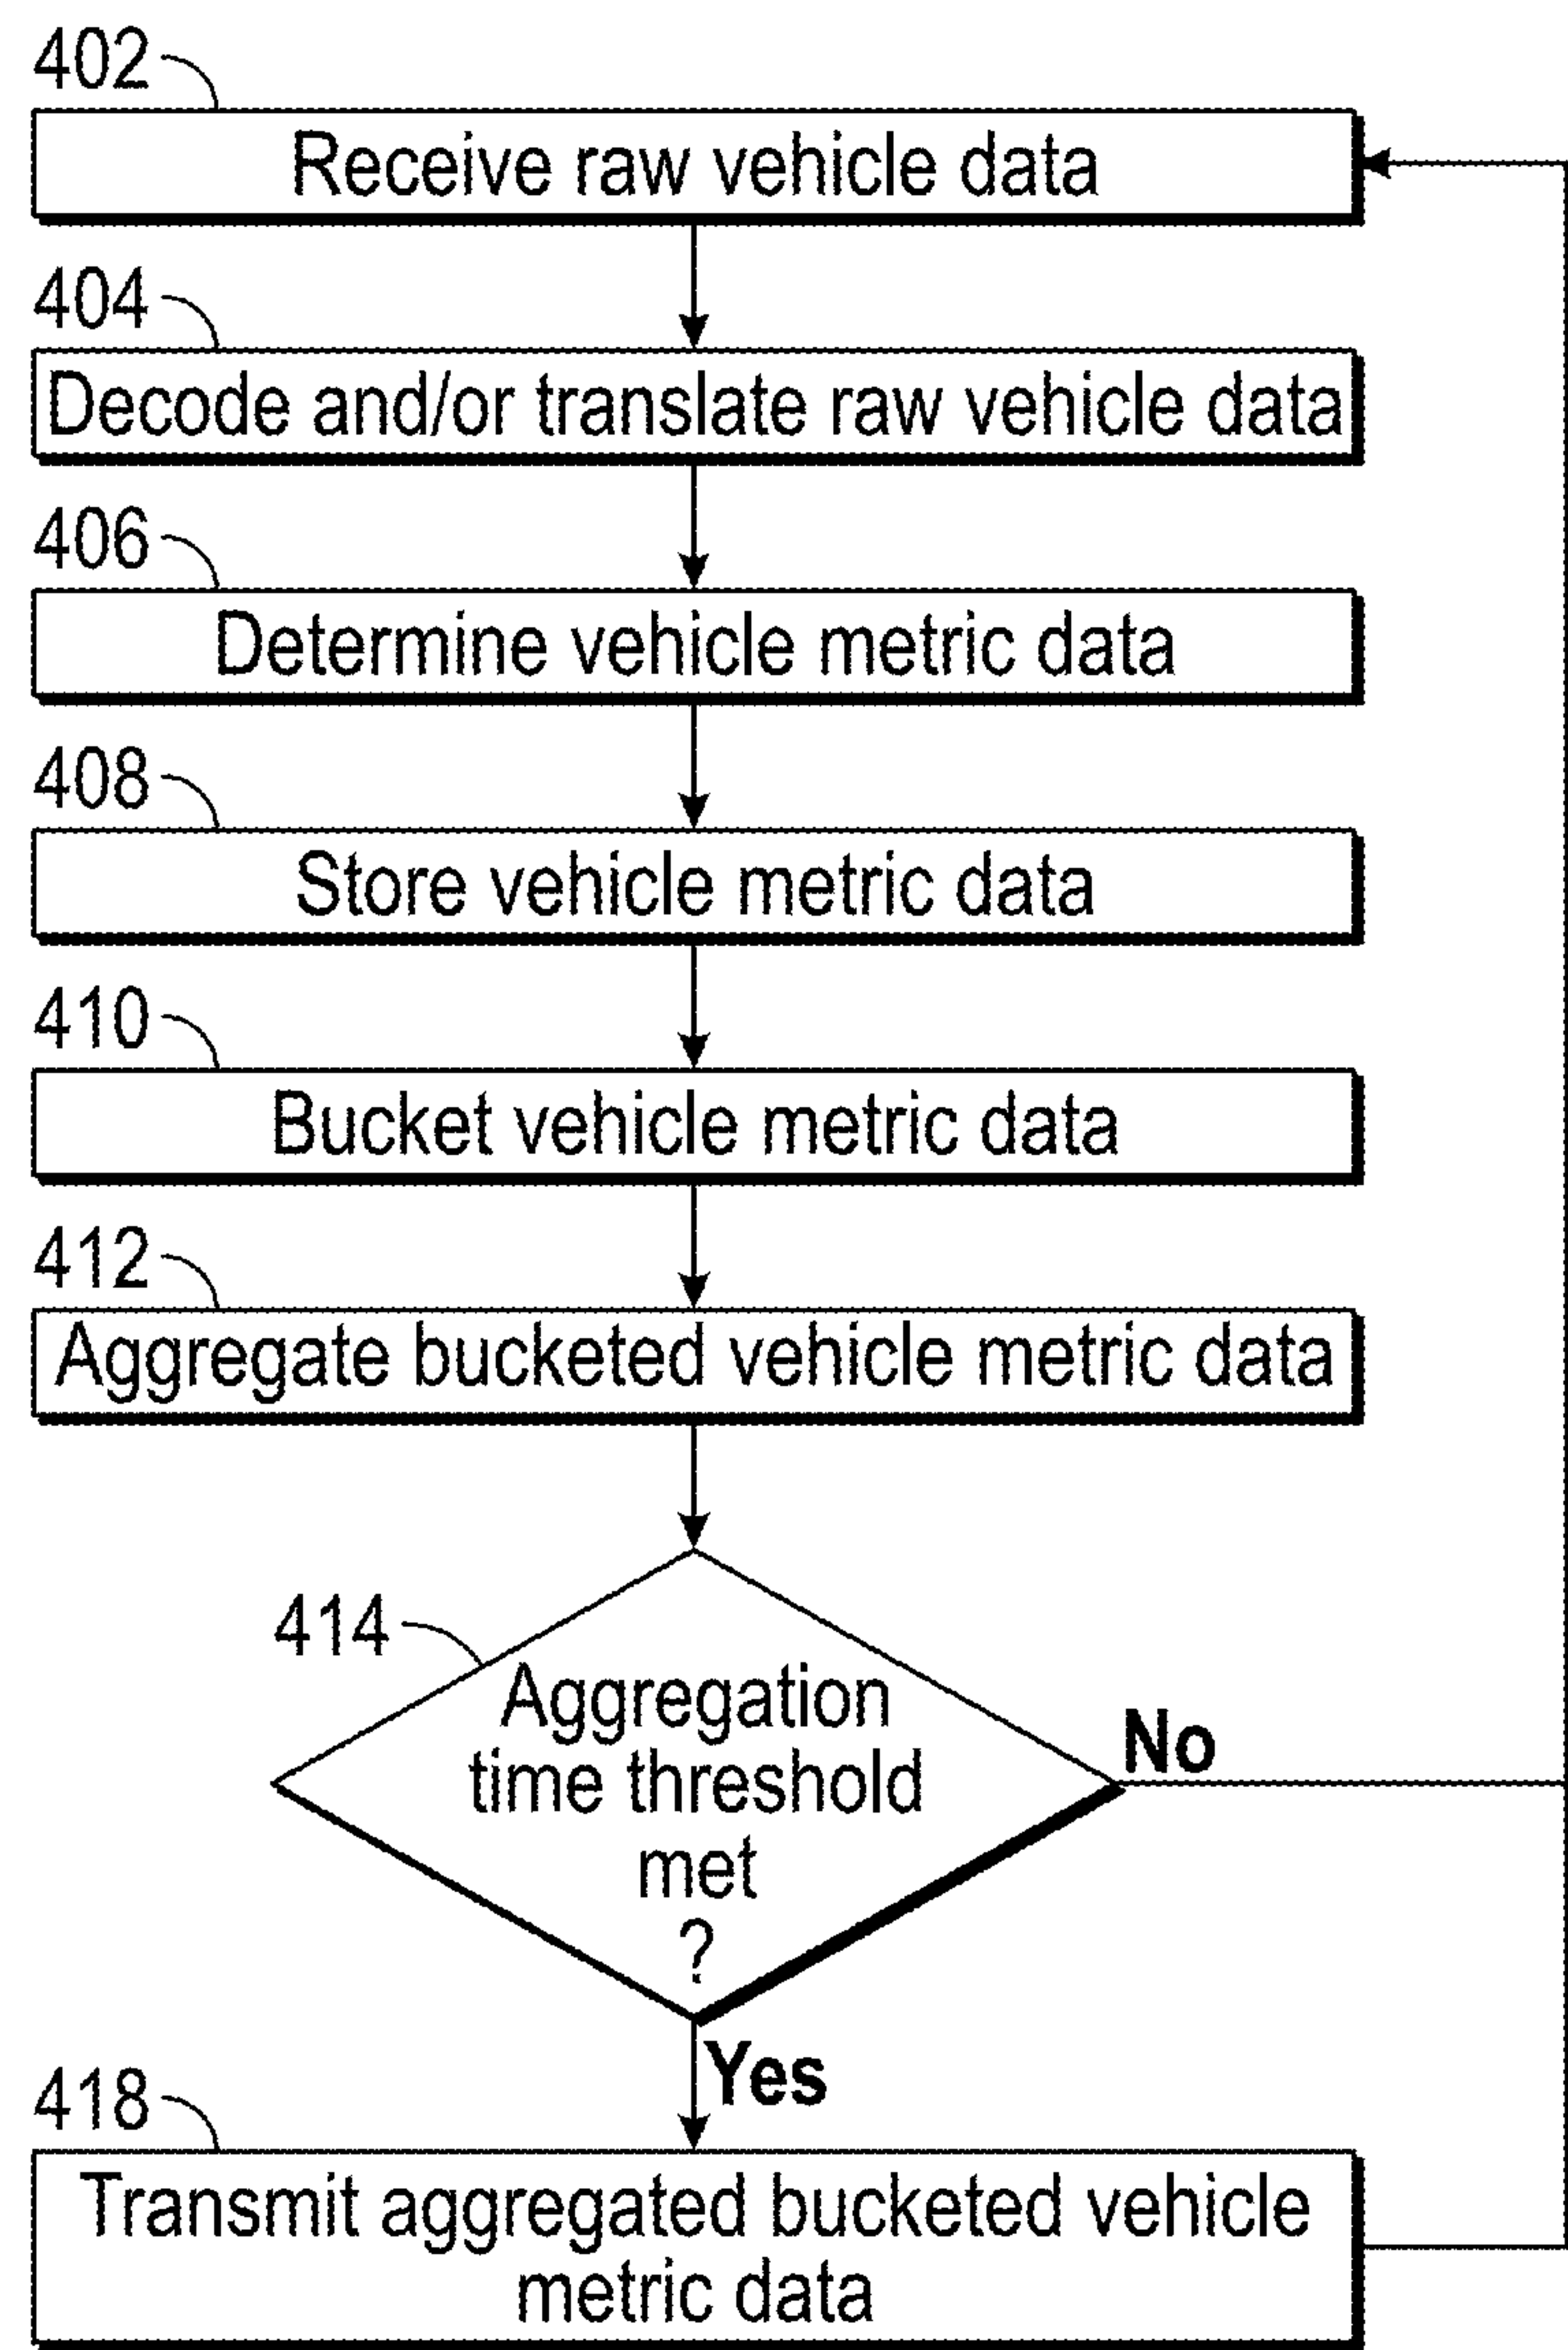 402
Receive raw vehicle data
404
Decode and/or translate raw vehicle data
406
Determine vehicle metric data
408
Store vehicle metric data
410
Bucket vehicle metric data
412
Aggregate bucketed vehicle metric data
414
Aggregation
time threshold
met
?
No
Yes
418
Transmit aggregated bucketed vehicle
metric data